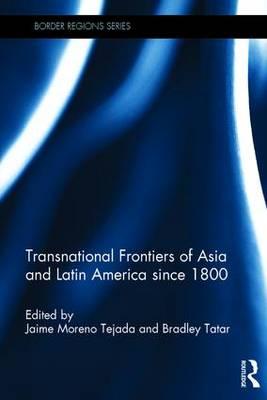 BORDER REGIONS SERIES
Transnational Frontiers of Asia
and Latin America since 1800
Edited by
Jaime Moreno Tejada and Bradley Tatar
ROUTLEDGE